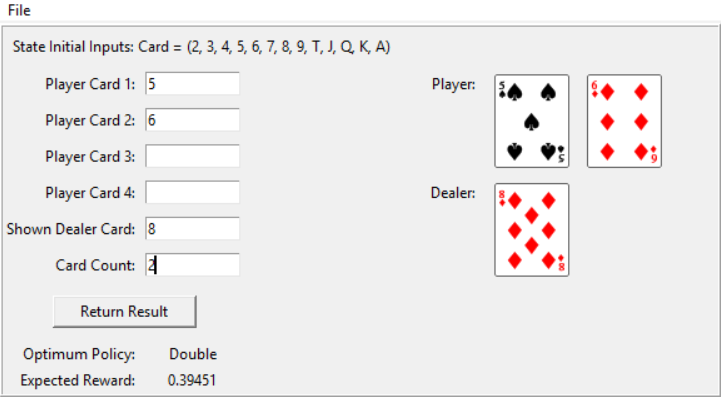 File
State Initial Inputs: Card = (2, 3, 4, 5, 6, 7, 8, 9, T, J, Q, K, A)
Player Card 1: 5
Player Card 2: 6
Player Card 3:
Player Card 4:
Shown Dealer Card: 8
Card Count: 2
Return Result
Optimum Policy: Double
Expected Reward: 0.39451
Player:
5 5
6 6
Dealer:
8 8